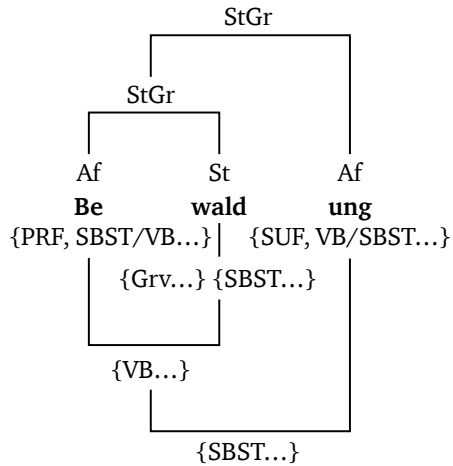 StGr
StGr
Af St Af
Be wald ung
{PRF, SBST/VB…} {SUF, VB/SBST…}
{Grv…} {SBST…}
{VB…}
{SBST…}